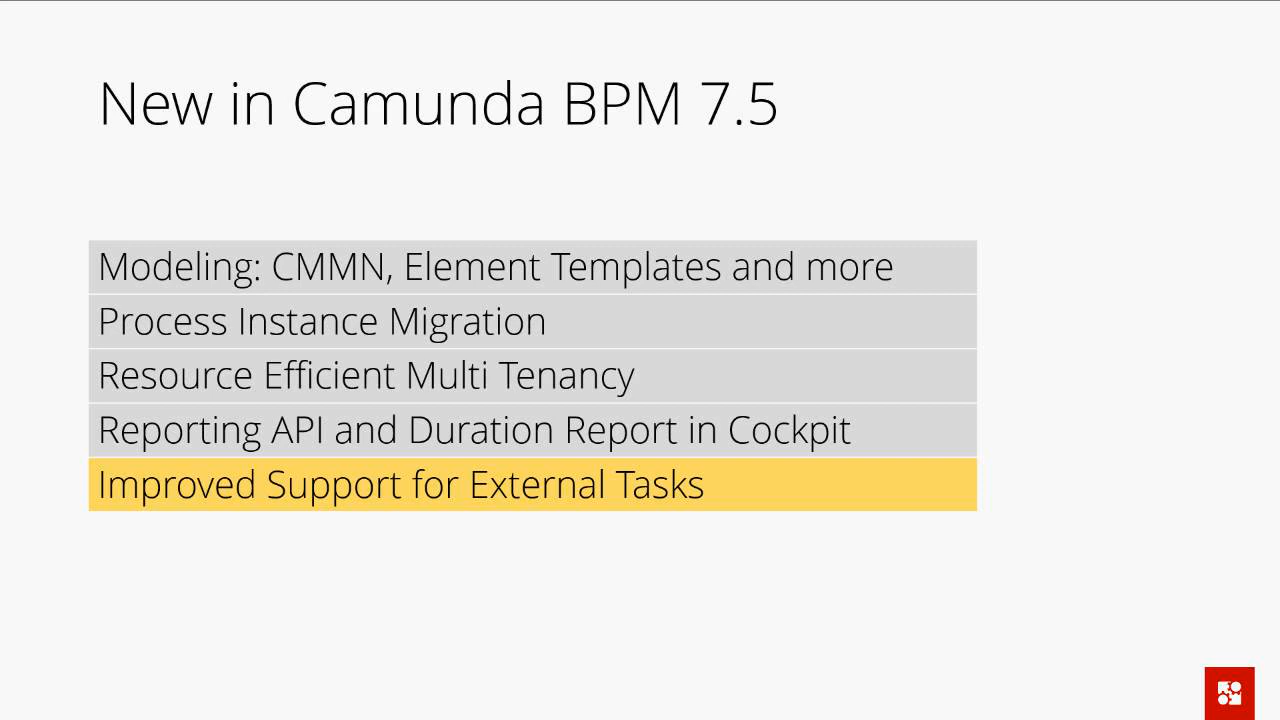 New in Camunda BPM 7.5
Modeling: CMMN, Element Templates and more
Process Instance Migration
Resource Efficient Multi Tenancy
Reporting API and Duration Report in Cockpit
Improved Support for External Tasks